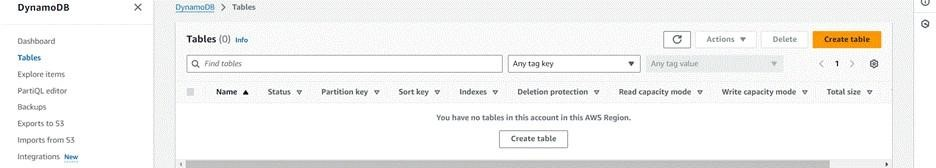 DynamoDB
Dashboard
Tables
Explore items
PartiQL editor
Backups
Exports to S3
Imports from S3
Integrations New
DynamoDB > Tables
Tables (0) Info
Actions
Delete
Create table
Find tables
Any tag key
Any tag value
1
Name Status Partition key Sort key Indexes Deletion protection Read capacity mode Write capacity mode Total size
You have no tables in this account in this AWS Region.
Create table